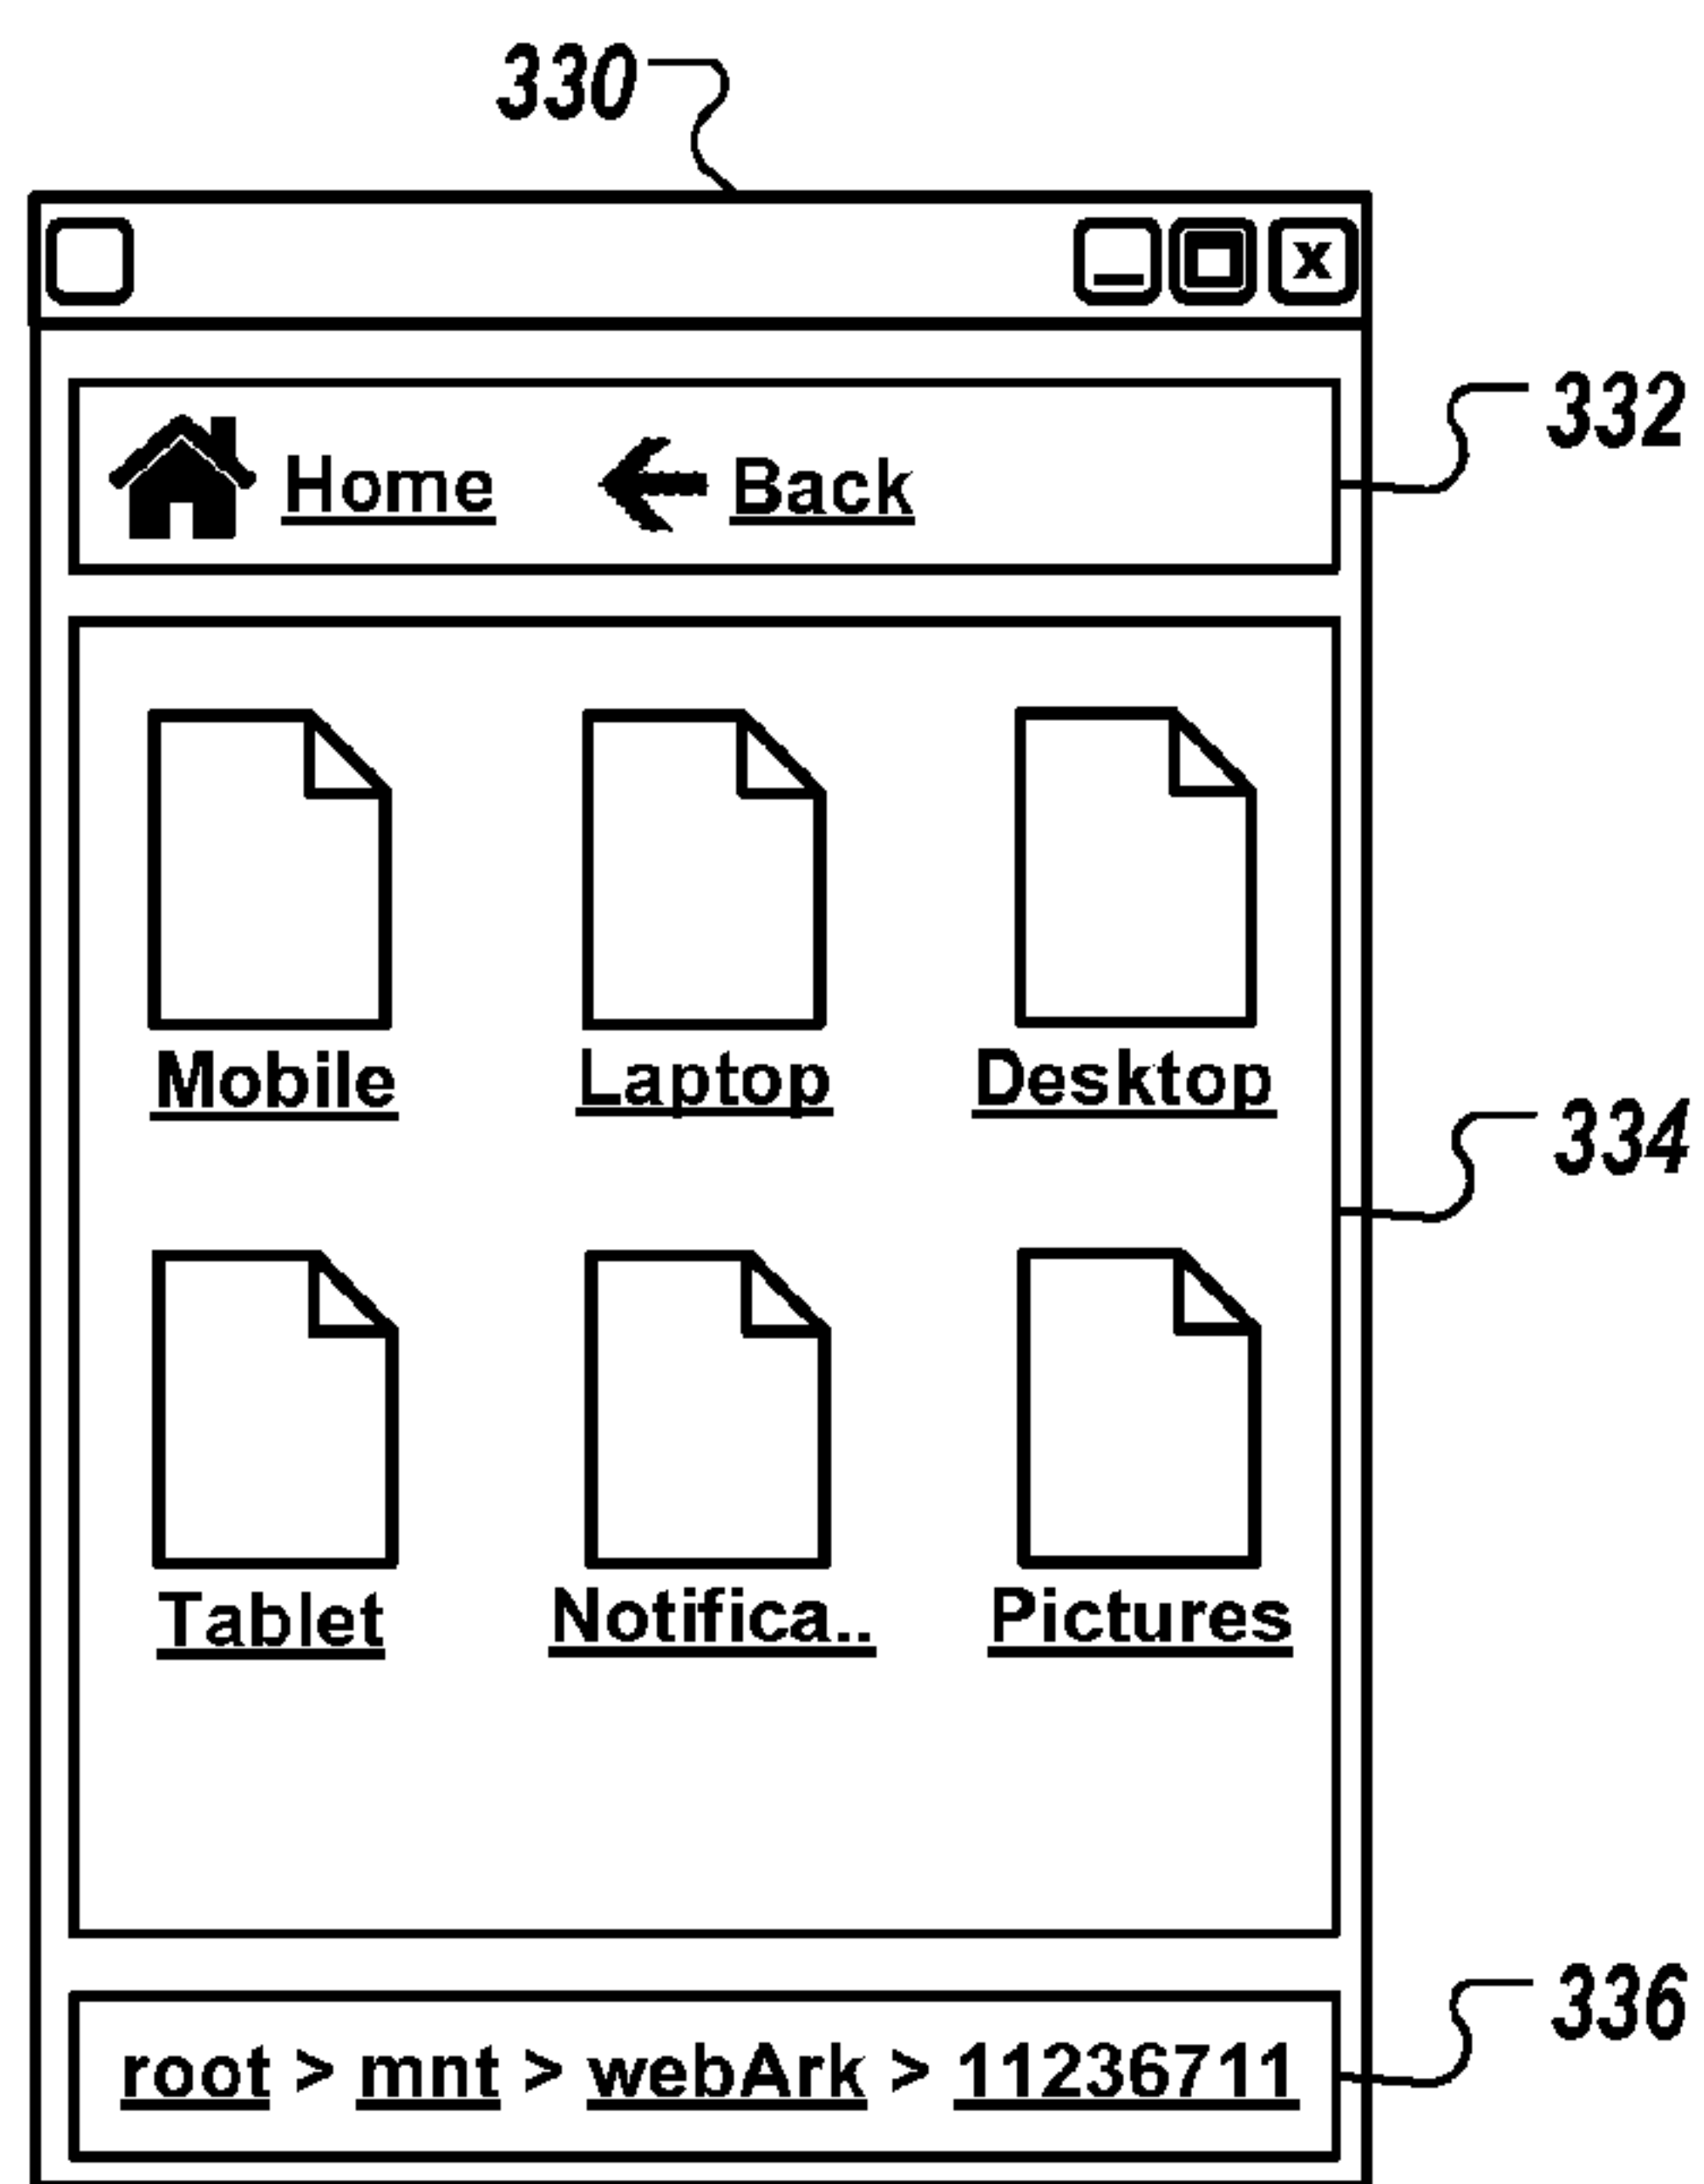 330
x
332
Home Back
Mobile Laptop Desktop
334
Tablet Notifica.. Pictures
336
root > mnt > webArk > 11236711